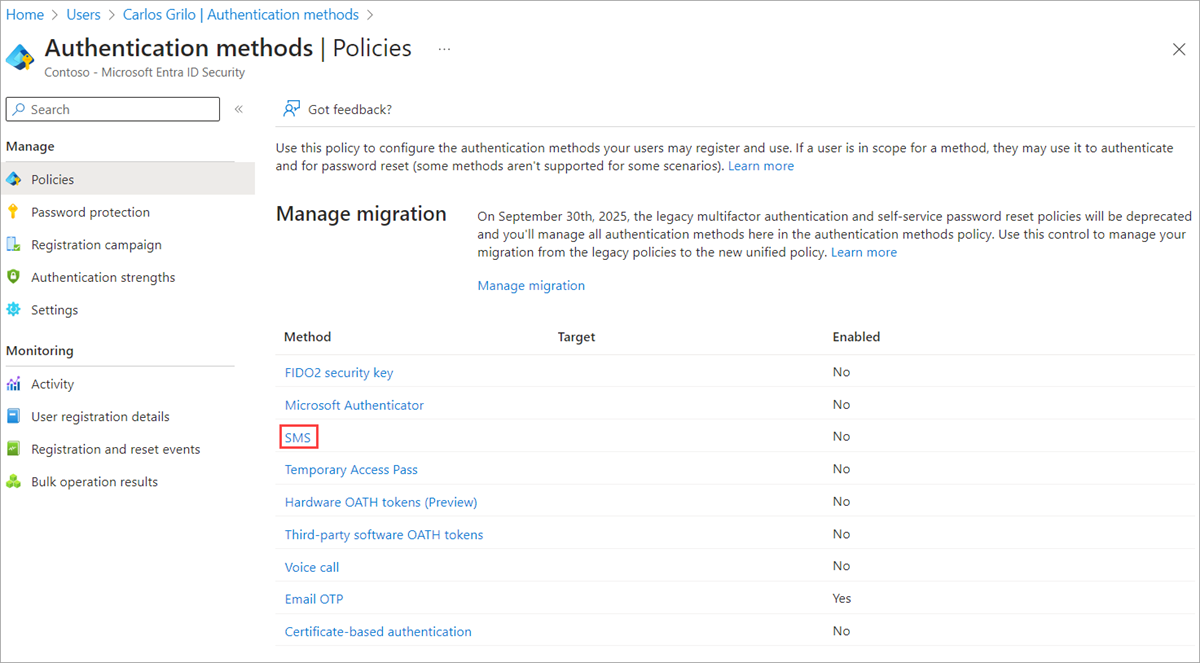 Home > Users > Carlos Grilo | Authentication methods >
Authentication methods | Policies ...
Contoso - Microsoft Entra ID Security
Search «
Manage
Policies
Password protection
Registration campaign
Authentication strengths
Settings
Monitoring
Activity
User registration details
Registration and reset events
Bulk operation results
Got feedback?
Use this policy to configure the authentication methods your users may register and use. If a user is in scope for a method, they may use it to authenticate
and for password reset (some methods aren't supported for some scenarios). Learn more
Manage migration
On September 30th, 2025, the legacy multifactor authentication and self-service password reset policies will be deprecated
and you'll manage all authentication methods here in the authentication methods policy. Use this control to manage your
migration from the legacy policies to the new unified policy. Learn more
Manage migration
Method Target Enabled
FIDO2 security key No
Microsoft Authenticator No
SMS No
Temporary Access Pass No
Hardware OATH tokens (Preview) No
Third-party software OATH tokens No
Voice call No
Email OTP Yes
Certificate-based authentication No